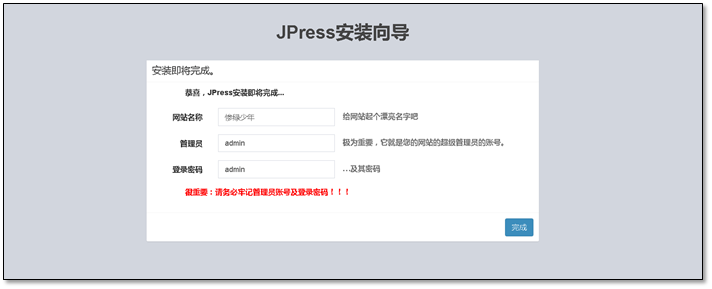 JPress安装向导
安装即将完成。
恭喜，JPress安装即将完成...
网站名称 惨绿少年 给网站起个漂亮名字吧
管理员 admin 极为重要，它就是您的网站的超级管理员的账号。
登录密码 admin ...及其密码
很重要：请务必牢记管理员账号及登录密码！！！
完成